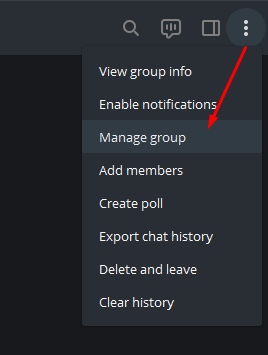 View group info
Enable notifications
Manage group
Add members
Create poll
Export chat history
Delete and leave
Clear history